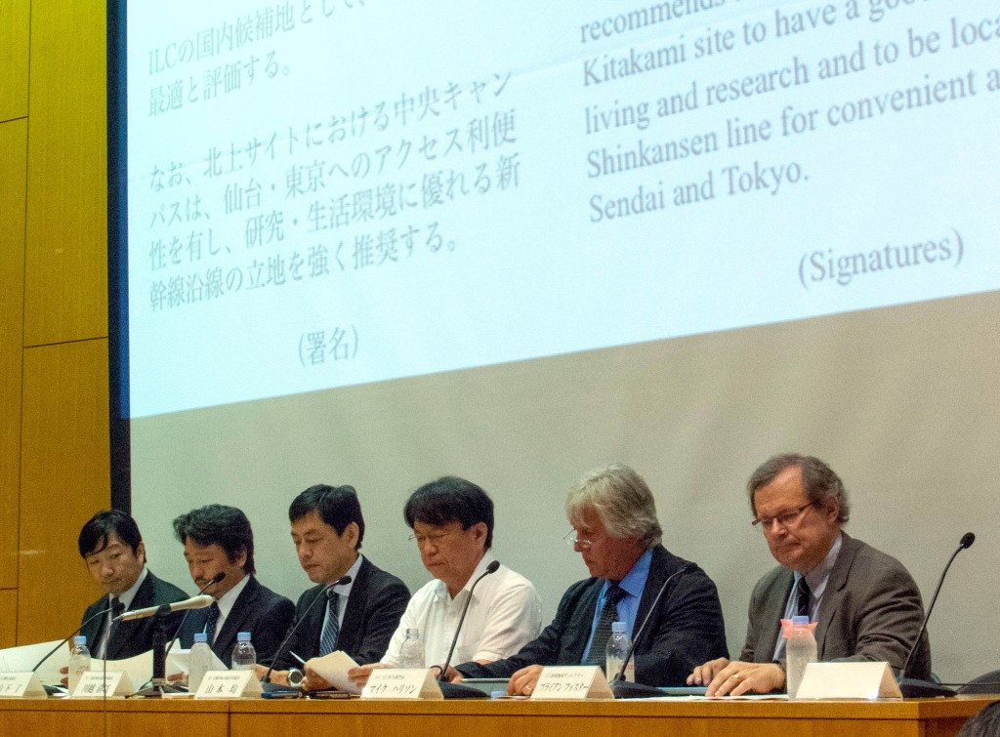 ILCの国内候補地として、
最適と評価する。
なお、北上サイトにおける中央キャン
パスは、仙台・東京へのアクセス利便
性を有し、研究・生活環境に優れる新
幹線沿線の立地を強く推奨する。
(署名)
recommends
Kitakami site to have a good
living and research and to be loca
Shinkansen line for convenient a
Sendai and Tokyo.
(Signatures)
山本 均
マイク ハリソン
ブライアン フォスター